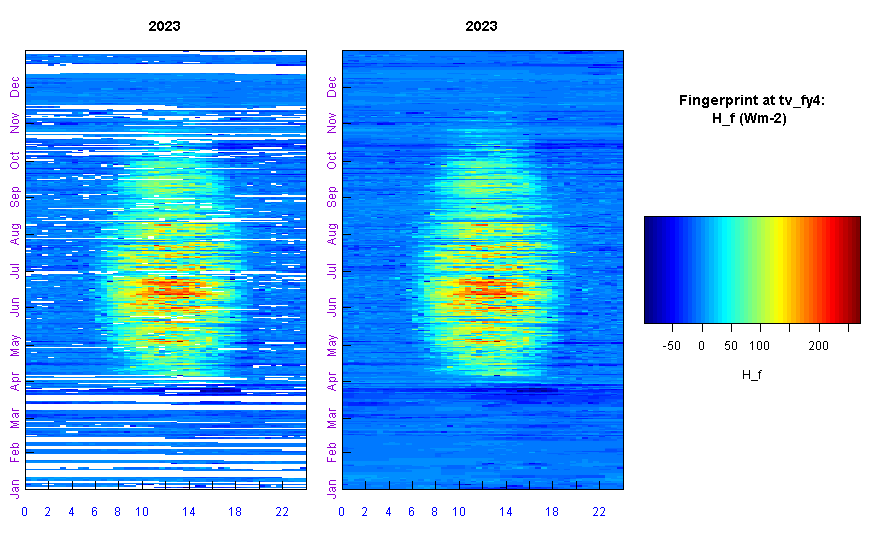 2023
2023
Fingerprint at tv_fy4:
H_f (Wm-2)
Dec
Nov
Oct
Sep
Aug
Jul
Jun
May
Apr
Mar
Feb
Jan
0 2 4 6 8 10 14 18 22
Dec
Nov
Oct
Sep
Aug
Jul
Jun
May
Apr
Mar
Feb
Jan
0 2 4 6 8 10 14 18 22
-50 0 50 100 200
H_f